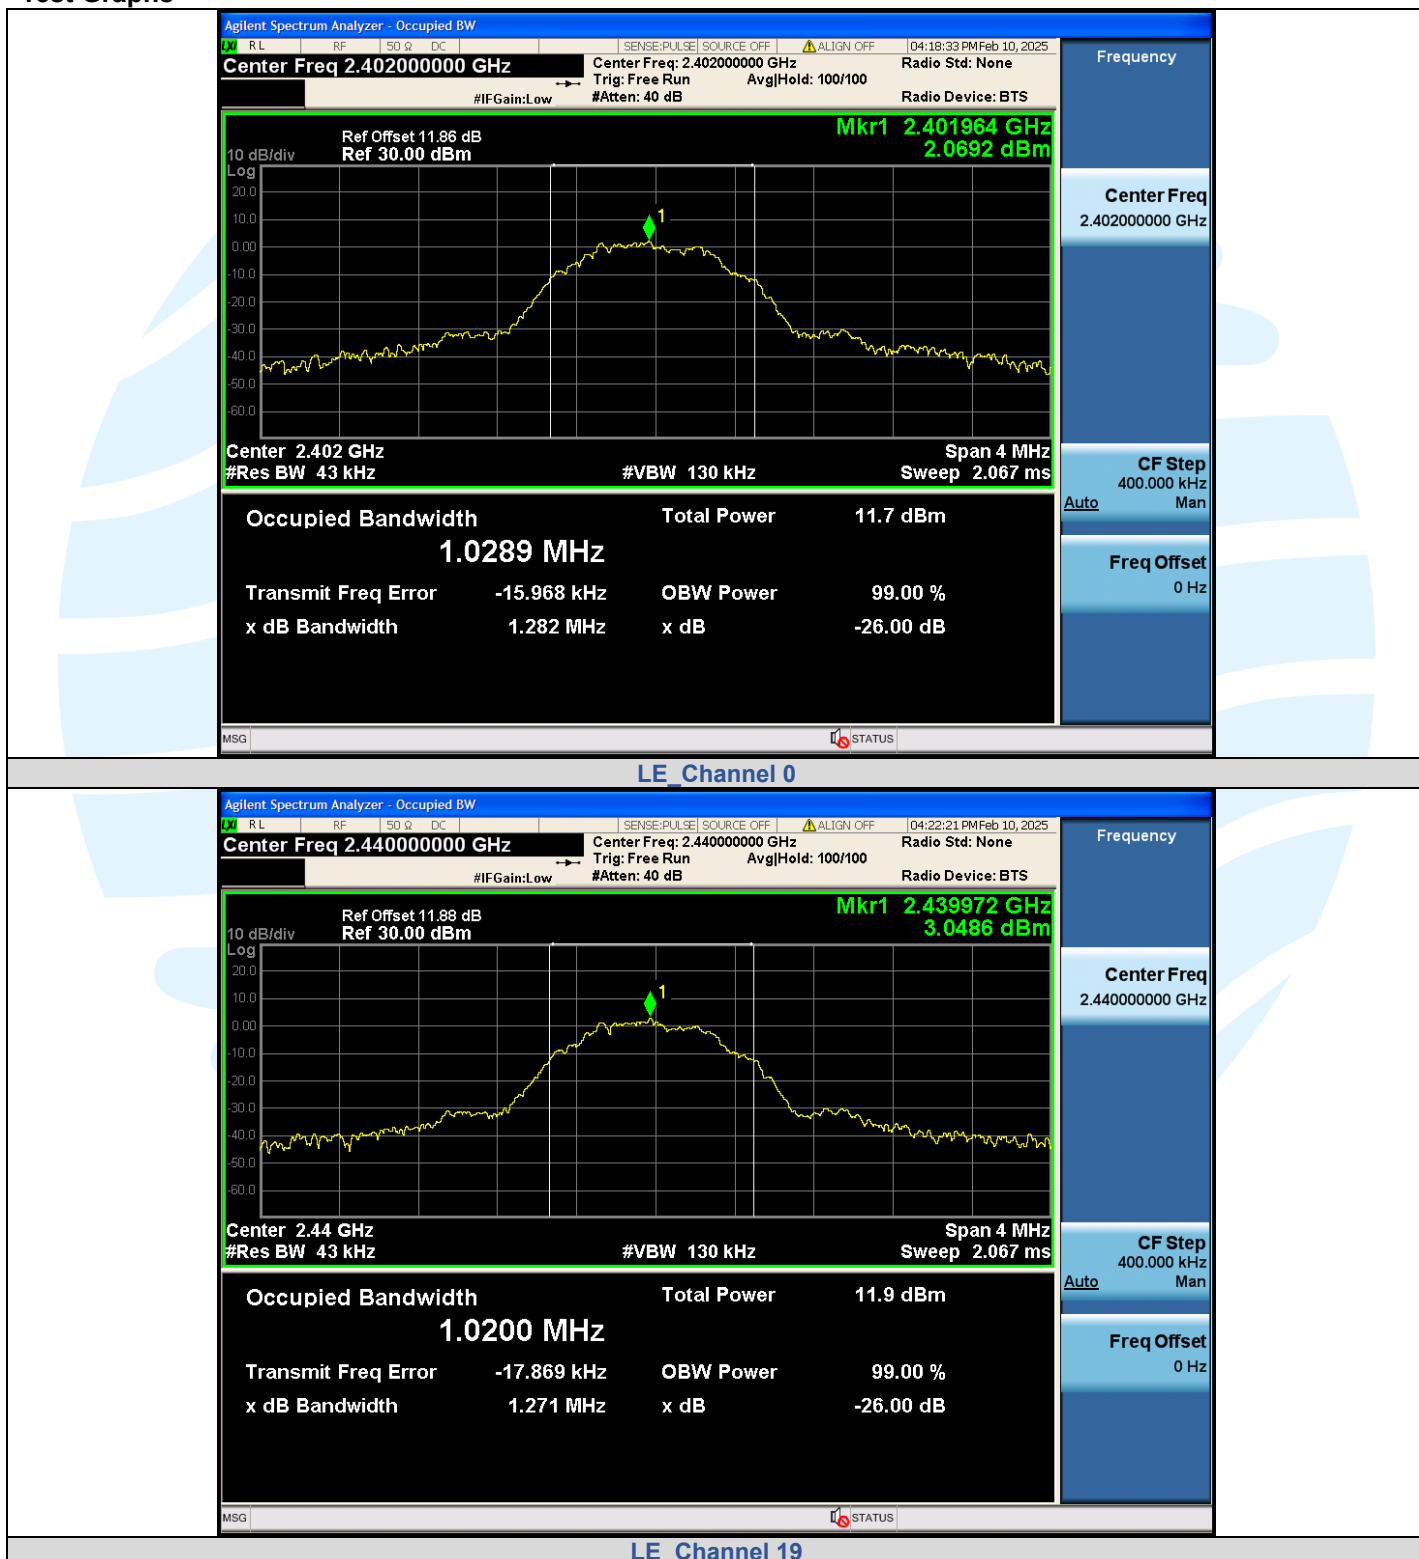 Test Graphs
Agilent Spectrum Analyzer - Occupied BW
LXI RL RF 50 Ω DC SENSE:PULSE SOURCE OFF ALIGN OFF 04:18:33 PM Feb 10, 2025
Center Freq 2.402000000 GHz
Center Freq: 2.402000000 GHz
Radio Std: None
Trig: Free Run Avg|Hold: 100/100
#IFGain:Low #Atten: 40 dB Radio Device: BTS
Frequency
Mkr1 2.401964 GHz
2.0692 dBm
Ref Offset 11.86 dB
10 dB/div Ref 30.00 dBm
Log
20.0
10.0
0.00
-10.0
-20.0
-30.0
-40.0
-50.0
-60.0
1
Center 2.402 GHz Span 4 MHz
#Res BW 43 kHz #VBW 130 kHz Sweep 2.067 ms
Occupied Bandwidth Total Power 11.7 dBm
1.0289 MHz
Transmit Freq Error -15.968 kHz OBW Power 99.00 %
x dB Bandwidth 1.282 MHz x dB -26.00 dB
Center Freq
2.402000000 GHz
CF Step
400.000 kHz
Auto Man
Freq Offset
0 Hz
MSG STATUS
LE_Channel 0
Agilent Spectrum Analyzer - Occupied BW
LXI RL RF 50 Ω DC SENSE:PULSE SOURCE OFF ALIGN OFF 04:22:21 PM Feb 10, 2025
Center Freq 2.440000000 GHz
Center Freq: 2.440000000 GHz
Radio Std: None
Trig: Free Run Avg|Hold: 100/100
#IFGain:Low #Atten: 40 dB Radio Device: BTS
Frequency
Mkr1 2.439972 GHz
3.0486 dBm
Ref Offset 11.88 dB
10 dB/div Ref 30.00 dBm
Log
20.0
10.0
0.00
-10.0
-20.0
-30.0
-40.0
-50.0
-60.0
1
Center 2.44 GHz Span 4 MHz
#Res BW 43 kHz #VBW 130 kHz Sweep 2.067 ms
Occupied Bandwidth Total Power 11.9 dBm
1.0200 MHz
Transmit Freq Error -17.869 kHz OBW Power 99.00 %
x dB Bandwidth 1.271 MHz x dB -26.00 dB
Center Freq
2.440000000 GHz
CF Step
400.000 kHz
Auto Man
Freq Offset
0 Hz
MSG STATUS
LE_Channel 19